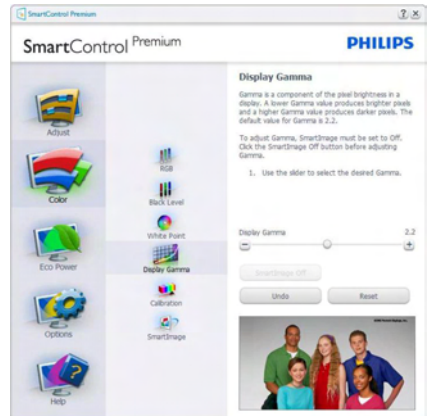 SmartControl Premium
SmartControl Premium
PHILIPS
Adjust
Color
Eco Power
Options
Help
RGB
Black Level
White Point
Display Gamma
Calibration
SmartImage
Display Gamma
Gamma is a component of the pixel brightness in a
display. A lower Gamma value produces brighter pixels
and a higher Gamma value produces darker pixels. The
default value for Gamma is 2.2.
To adjust Gamma, SmartImage must be set to Off.
Click the SmartImage Off button before adjusting
Gamma.
1. Use the slider to select the desired Gamma.
Display Gamma 2.2
SmartImage Off
Undo Reset